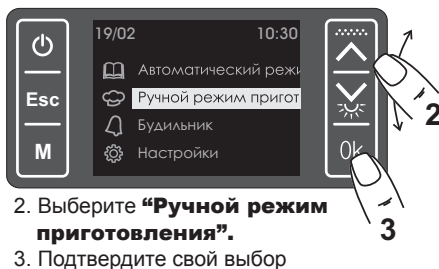 19/02 10:30
Автоматический режи
Esc Ручной режим пригот
2
Будильник
M Настройки Ok
3
2. Выберите “Ручной режим
приготовления”.
3. Подтвердите свой выбор